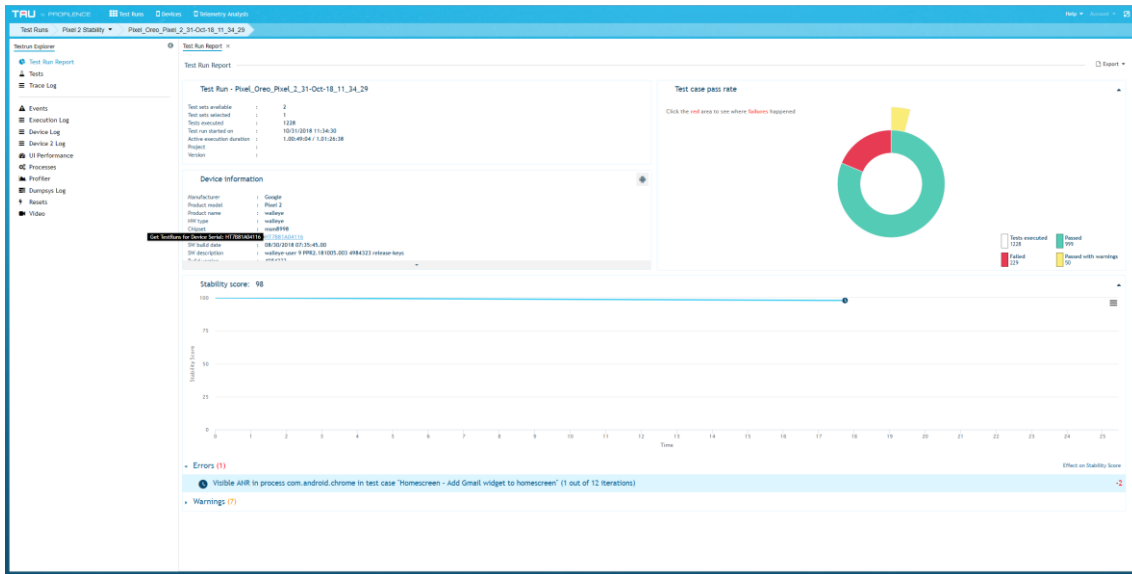 TAU by PROFILENCE Test Runs Devices Telemetry Analysis Help Account
Test Runs Pixel 2 Stability Pixel_Oreo_Pixel_2_31-Oct-18_11_34_29
Testrun Explorer
Test Run Report
Tests
Trace Log
Events
Execution Log
Device Log
Device 2 Log
UI Performance
Processes
Profiler
Dumpsys Log
Resets
Video
Test Run Report ×
Test Run Report Export
Test Run - Pixel_Oreo_Pixel_2_31-Oct-18_11_34_29
Test sets available : 2
Test sets selected : 1
Tests executed : 1228
Test run started on : 10/31/2018 11:34:30
Active execution duration : 1.00:49:04 / 1.01:26:38
Project :
Version :
Device information
Manufacturer : Google
Product model : Pixel 2
Product name : walleye
HW type : walleye
Chipset : msm8998
Get TestRuns for Device Serial: HT7B81A04116 HT7B81A04116
SW build date : 08/30/2018 07:35:45.00
SW description : walleye-user 9 PPR2.181005.003 4984323 release-keys
Test case pass rate
Click the red area to see where failures happened
Tests executed
1228
Passed
999
Failed
229
Passed with warnings
50
Stability score: 98
100
75
50
25
0
Stability Score
0 1 2 3 4 5 6 7 8 9 10 11 12 13 14 15 16 17 18 19 20 21 22 23 24 25
Time
Errors (1) Effect on Stability Score
Visible ANR in process com.android.chrome in test case "Homescreen - Add Gmail widget to homescreen" (1 out of 12 iterations) -2
Warnings (7)